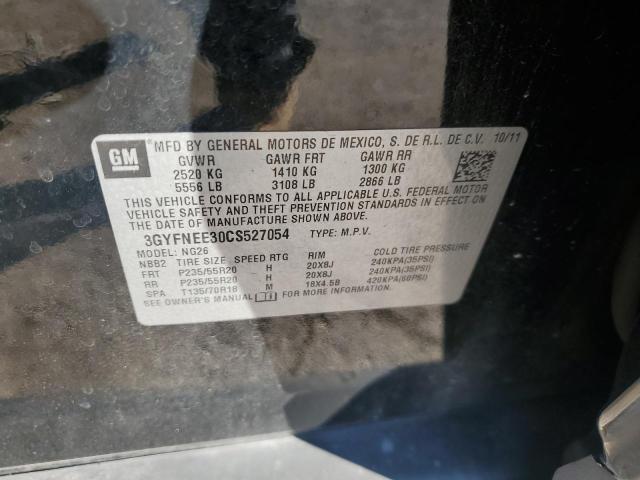 GM
MFD BY GENERAL MOTORS DE MEXICO, S. DE R.L. DE C.V. 10/11
GVWR GAWR FRT GAWR RR
2520 KG 1410 KG 1300 KG
5556 LB 3108 LB 2866 LB
THIS VEHICLE CONFORMS TO ALL APPLICABLE U.S. FEDERAL MOTOR
VEHICLE SAFETY AND THEFT PREVENTION STANDARDS IN EFFECT ON
THE DATE OF MANUFACTURE SHOWN ABOVE.
3GYFNEE30CS527054 TYPE: M.P.V.
MODEL: NG26
N8B2 TIRE SIZE SPEED RTG RIM COLD TIRE PRESSURE
FRT P235/55R20 H 20X8J 240KPA(35PSI)
RR P235/55R20 H 20X8J 240KPA(35PSI)
SPA T135/70R18 M 18X4.5B 420KPA(60PSI)
SEE OWNER'S MANUAL FOR MORE INFORMATION.